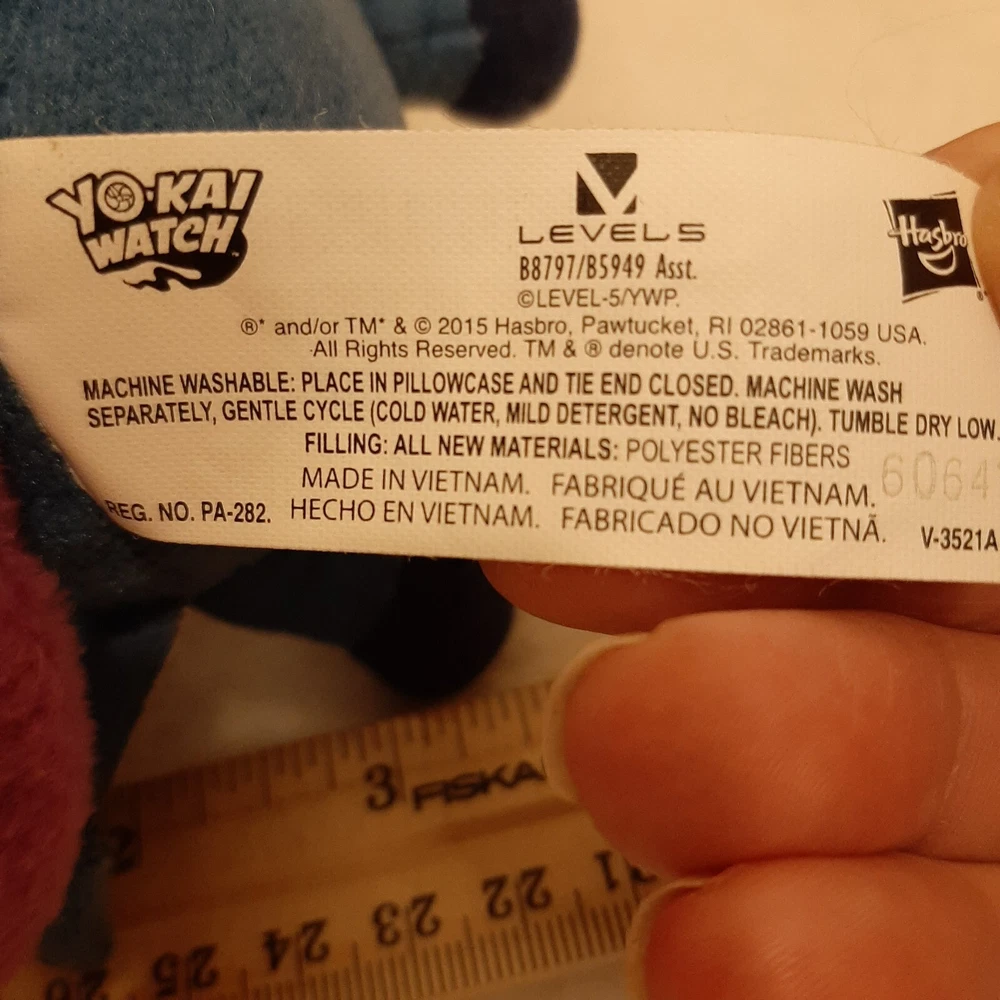 YO-KAI
WATCH™
LEVEL5
B8797/B5949 Asst.
©LEVEL-5/YWP.
Hasbro
®* and/or TM* & © 2015 Hasbro, Pawtucket, RI 02861-1059 USA.
All Rights Reserved. TM & ® denote U.S. Trademarks.
MACHINE WASHABLE: PLACE IN PILLOWCASE AND TIE END CLOSED. MACHINE WASH
SEPARATELY, GENTLE CYCLE (COLD WATER, MILD DETERGENT, NO BLEACH). TUMBLE DRY LOW.
FILLING: ALL NEW MATERIALS: POLYESTER FIBERS
MADE IN VIETNAM. FABRIQUÉ AU VIETNAM.
REG. NO. PA-282. HECHO EN VIETNAM. FABRICADO NO VIETNÃ. V-3521A
3
22 23 24 25